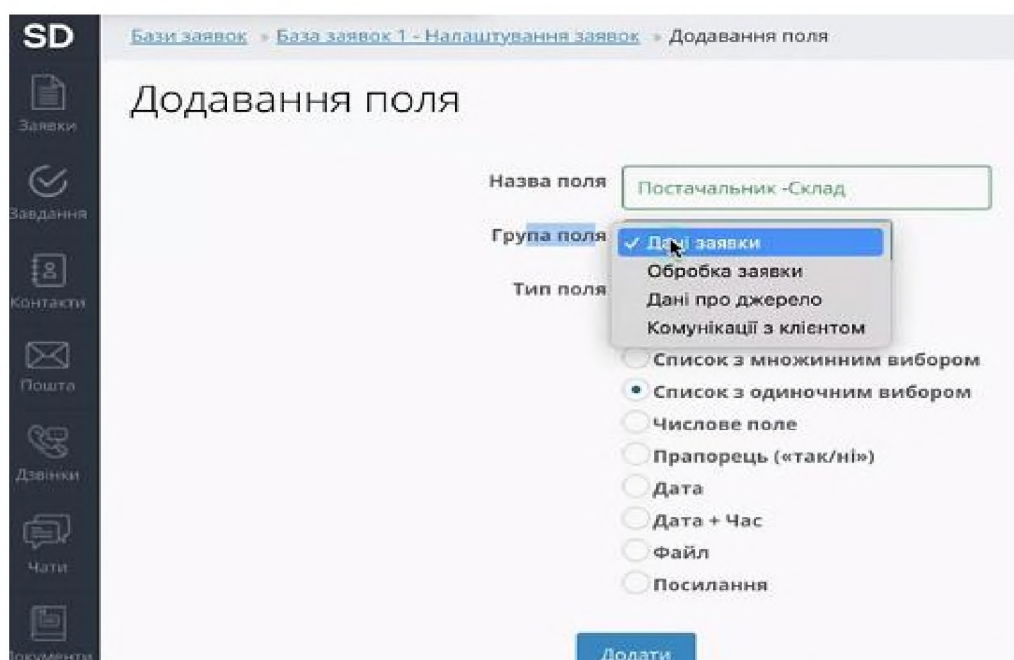 SD
Бази заявок » База заявок 1 - Налаштування заявок » Додавання поля
Додавання поля
Заявки
Завдання
Контакти
Пошта
Дзвінки
Чати
Документи
Назва поля
Постачальник -Склад
Група поля
✓ Дані заявки
Обробка заявки
Дані про джерело
Комунікації з клієнтом
Тип поля
Список з множинним вибором
Список з одиночним вибором
Числове поле
Прапорець («так/ні»)
Дата
Дата + Час
Файл
Посилання
Додати